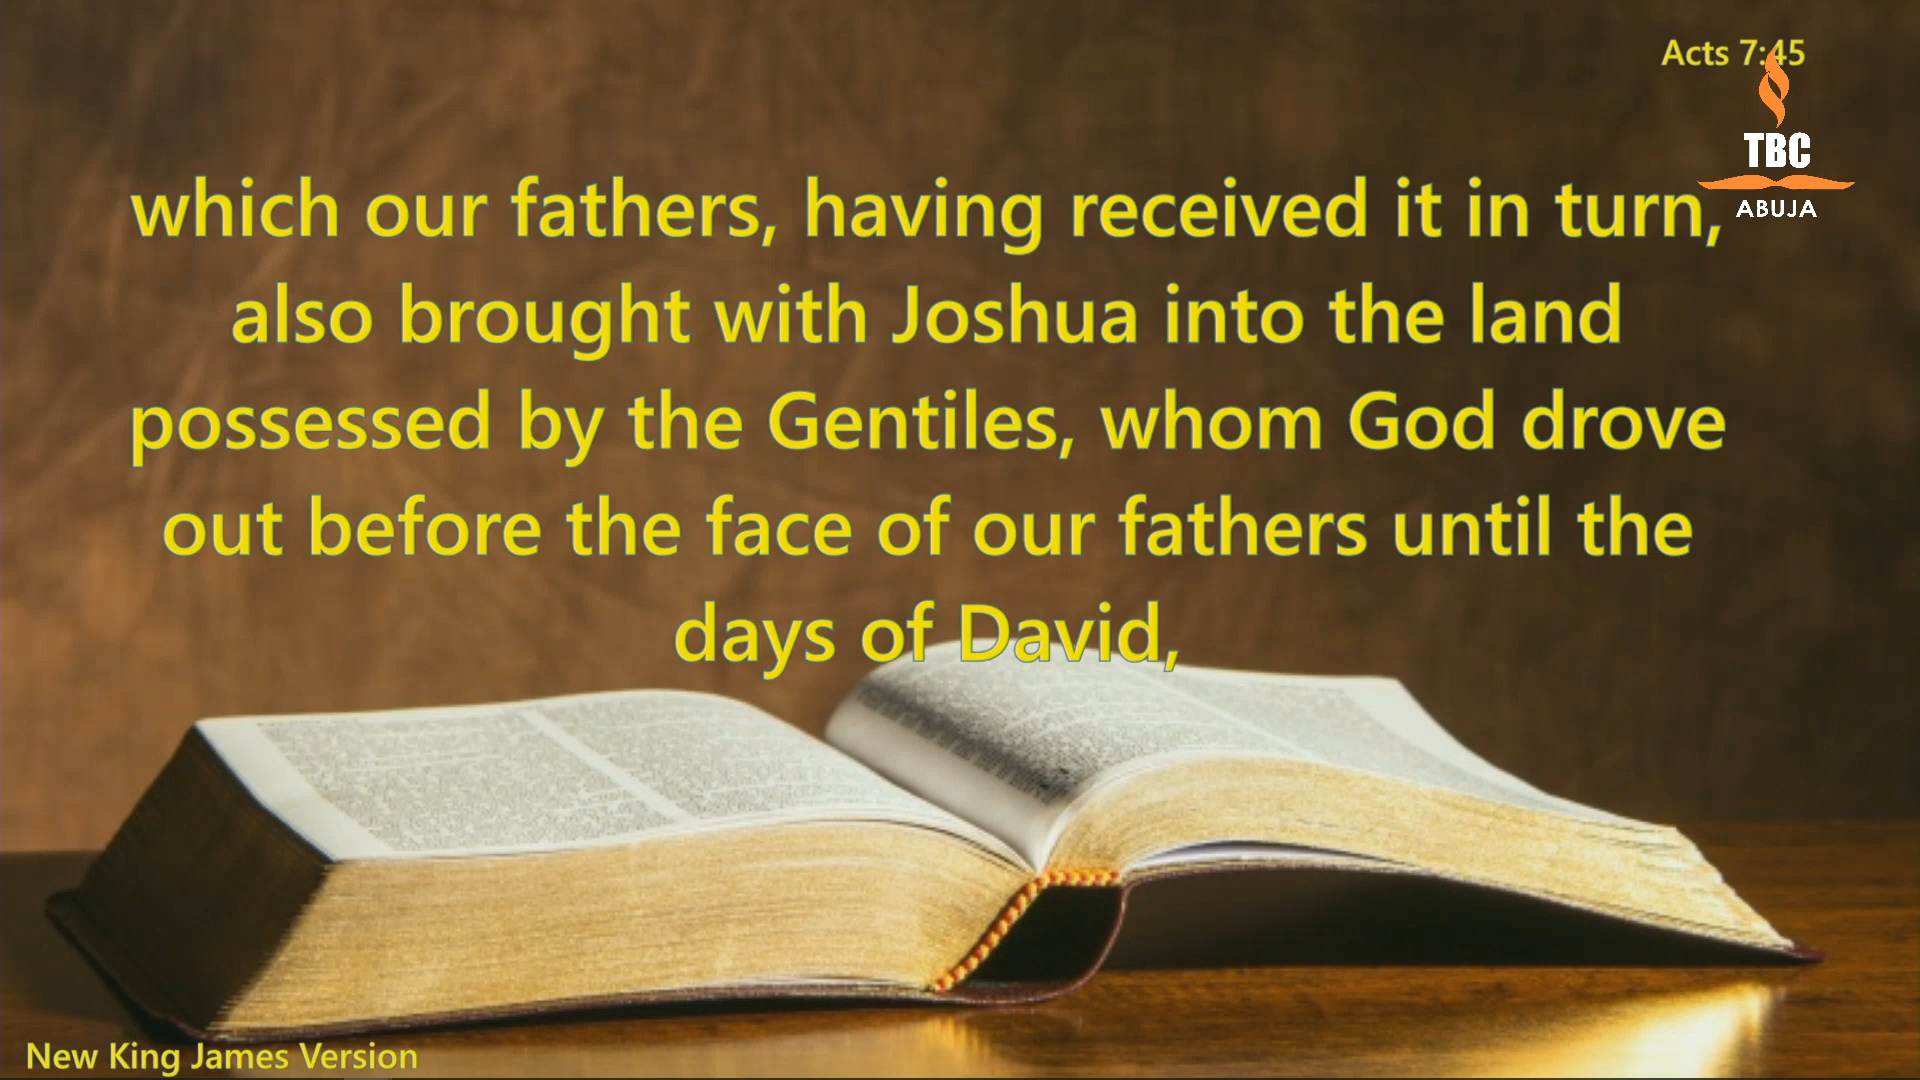 Acts 7:45
TBC
ABUJA
which our fathers, having received it in turn,
also brought with Joshua into the land
possessed by the Gentiles, whom God drove
out before the face of our fathers until the
days of David,
New King James Version